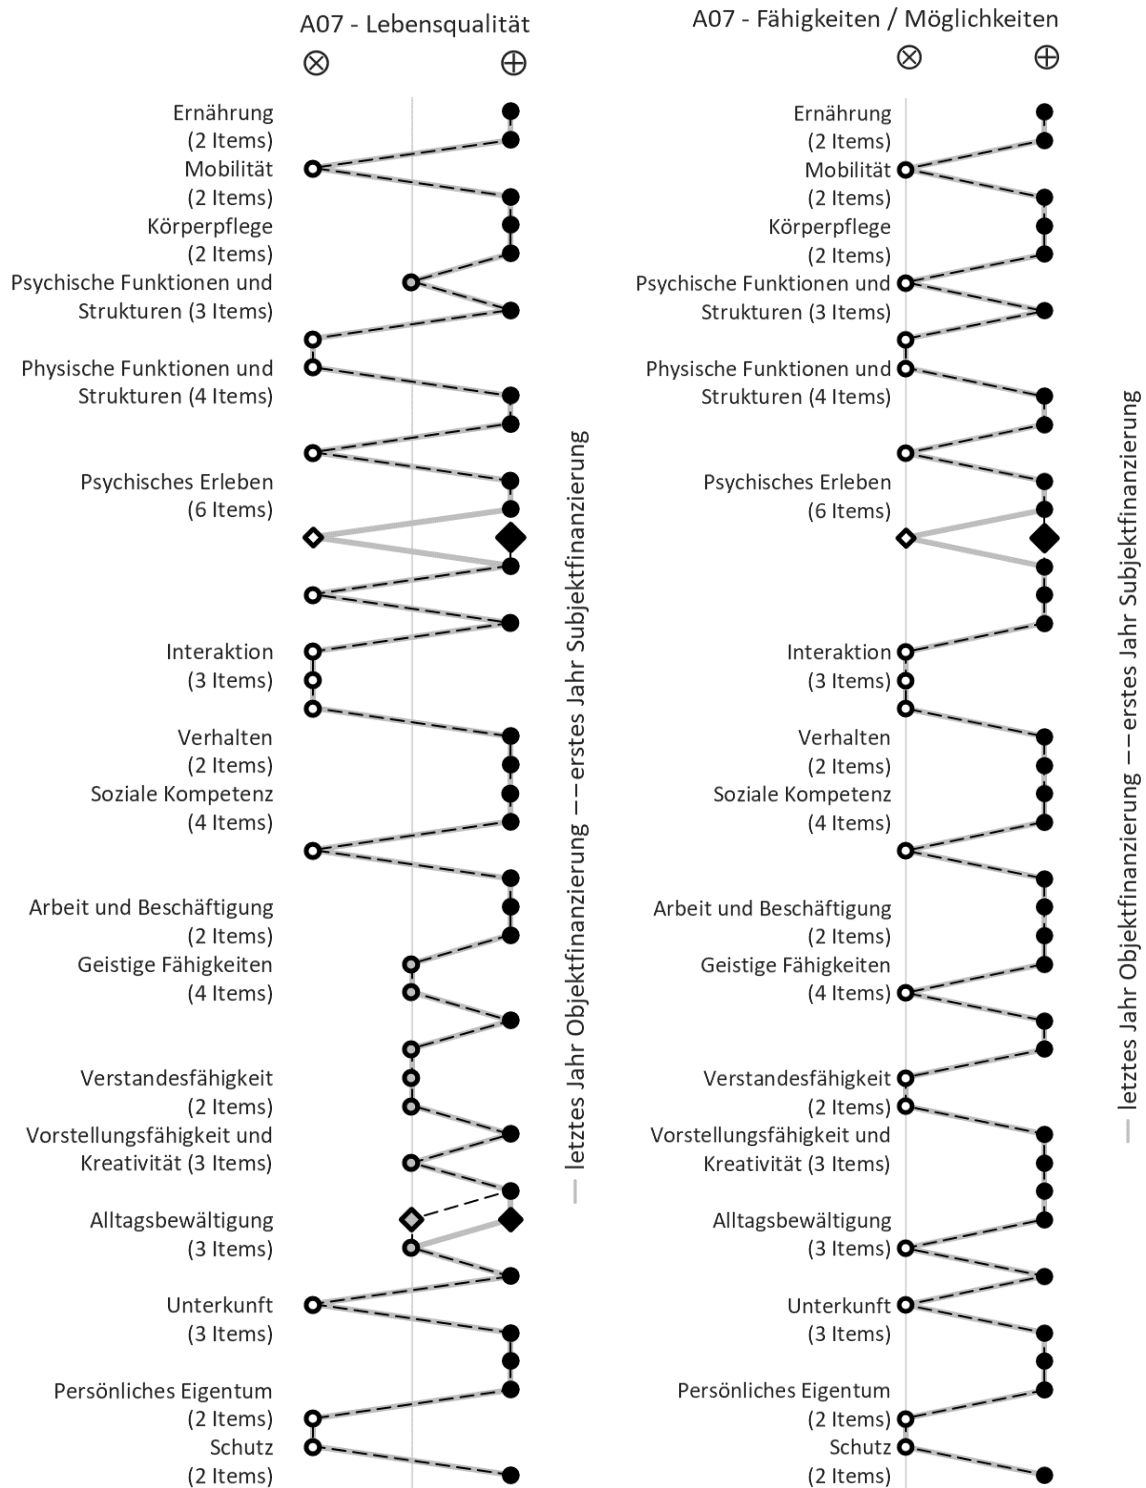 A07 - Lebensqualität
Ernährung
(2 Items)
Mobilität
(2 Items)
Körperpflege
(2 Items)
Psychische Funktionen und
Strukturen (3 Items)
Physische Funktionen und
Strukturen (4 Items)
Psychisches Erleben
(6 Items)
Interaktion
(3 Items)
Verhalten
(2 Items)
Soziale Kompetenz
(4 Items)
Arbeit und Beschäftigung
(2 Items)
Geistige Fähigkeiten
(4 Items)
Verstandesfähigkeit
(2 Items)
Vorstellungsfähigkeit und
Kreativität (3 Items)
Alltagsbewältigung
(3 Items)
Unterkunft
(3 Items)
Persönliches Eigentum
(2 Items)
Schutz
(2 Items)
letztes Jahr Objektfinanzierung erstes Jahr Subjektfinanzierung
A07 - Fähigkeiten / Möglichkeiten
Ernährung
(2 Items)
Mobilität
(2 Items)
Körperpflege
(2 Items)
Psychische Funktionen und
Strukturen (3 Items)
Physische Funktionen und
Strukturen (4 Items)
Psychisches Erleben
(6 Items)
Interaktion
(3 Items)
Verhalten
(2 Items)
Soziale Kompetenz
(4 Items)
Arbeit und Beschäftigung
(2 Items)
Geistige Fähigkeiten
(4 Items)
Verstandesfähigkeit
(2 Items)
Vorstellungsfähigkeit und
Kreativität (3 Items)
Alltagsbewältigung
(3 Items)
Unterkunft
(3 Items)
Persönliches Eigentum
(2 Items)
Schutz
(2 Items)
letztes Jahr Objektfinanzierung erstes Jahr Subjektfinanzierung